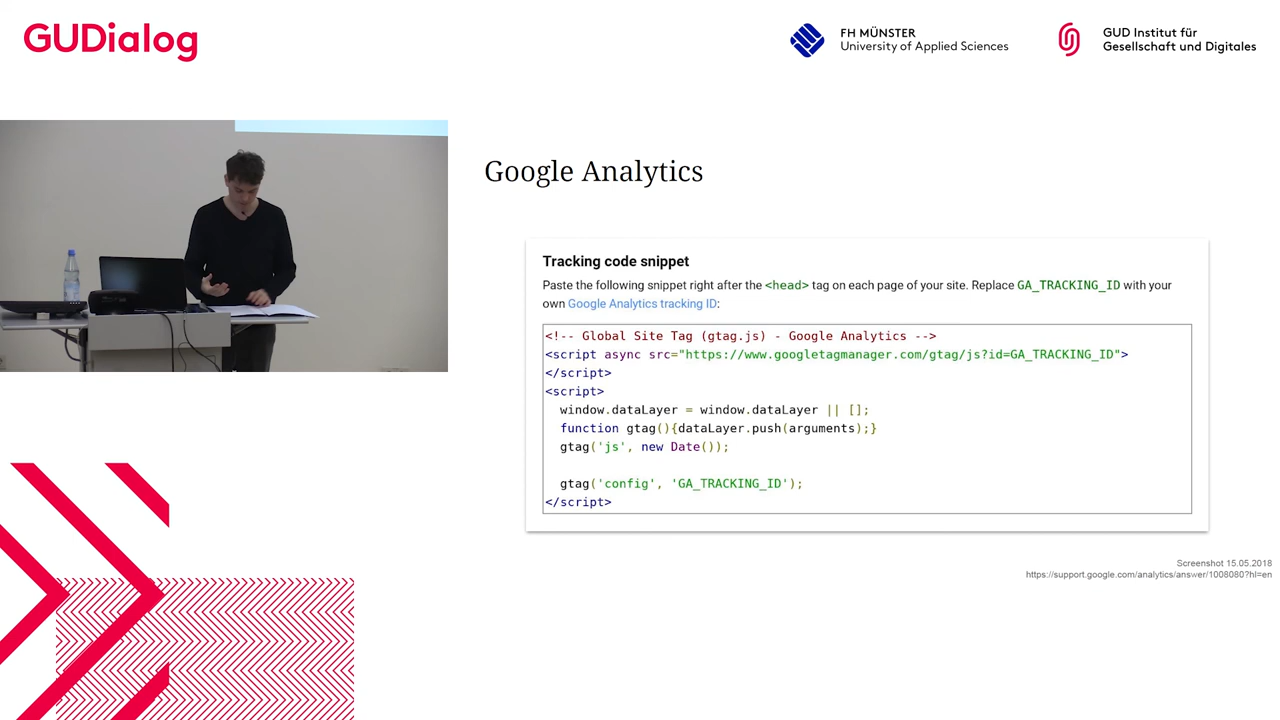 GUDialog
FH MÜNSTER
University of Applied Sciences
GUD Institut für
Gesellschaft und Digitales
Google Analytics
Tracking code snippet
Paste the following snippet right after the <head> tag on each page of your site. Replace GA_TRACKING_ID with your
own Google Analytics tracking ID:
<!-- Global Site Tag (gtag.js) - Google Analytics -->
<script async src="https://www.googletagmanager.com/gtag/js?id=GA_TRACKING_ID">
</script>
<script>
  window.dataLayer = window.dataLayer || [];
  function gtag(){dataLayer.push(arguments);}
  gtag('js', new Date());
  gtag('config', 'GA_TRACKING_ID');
</script>
Screenshot 15.05.2018
https://support.google.com/analytics/answer/1008080?hl=en